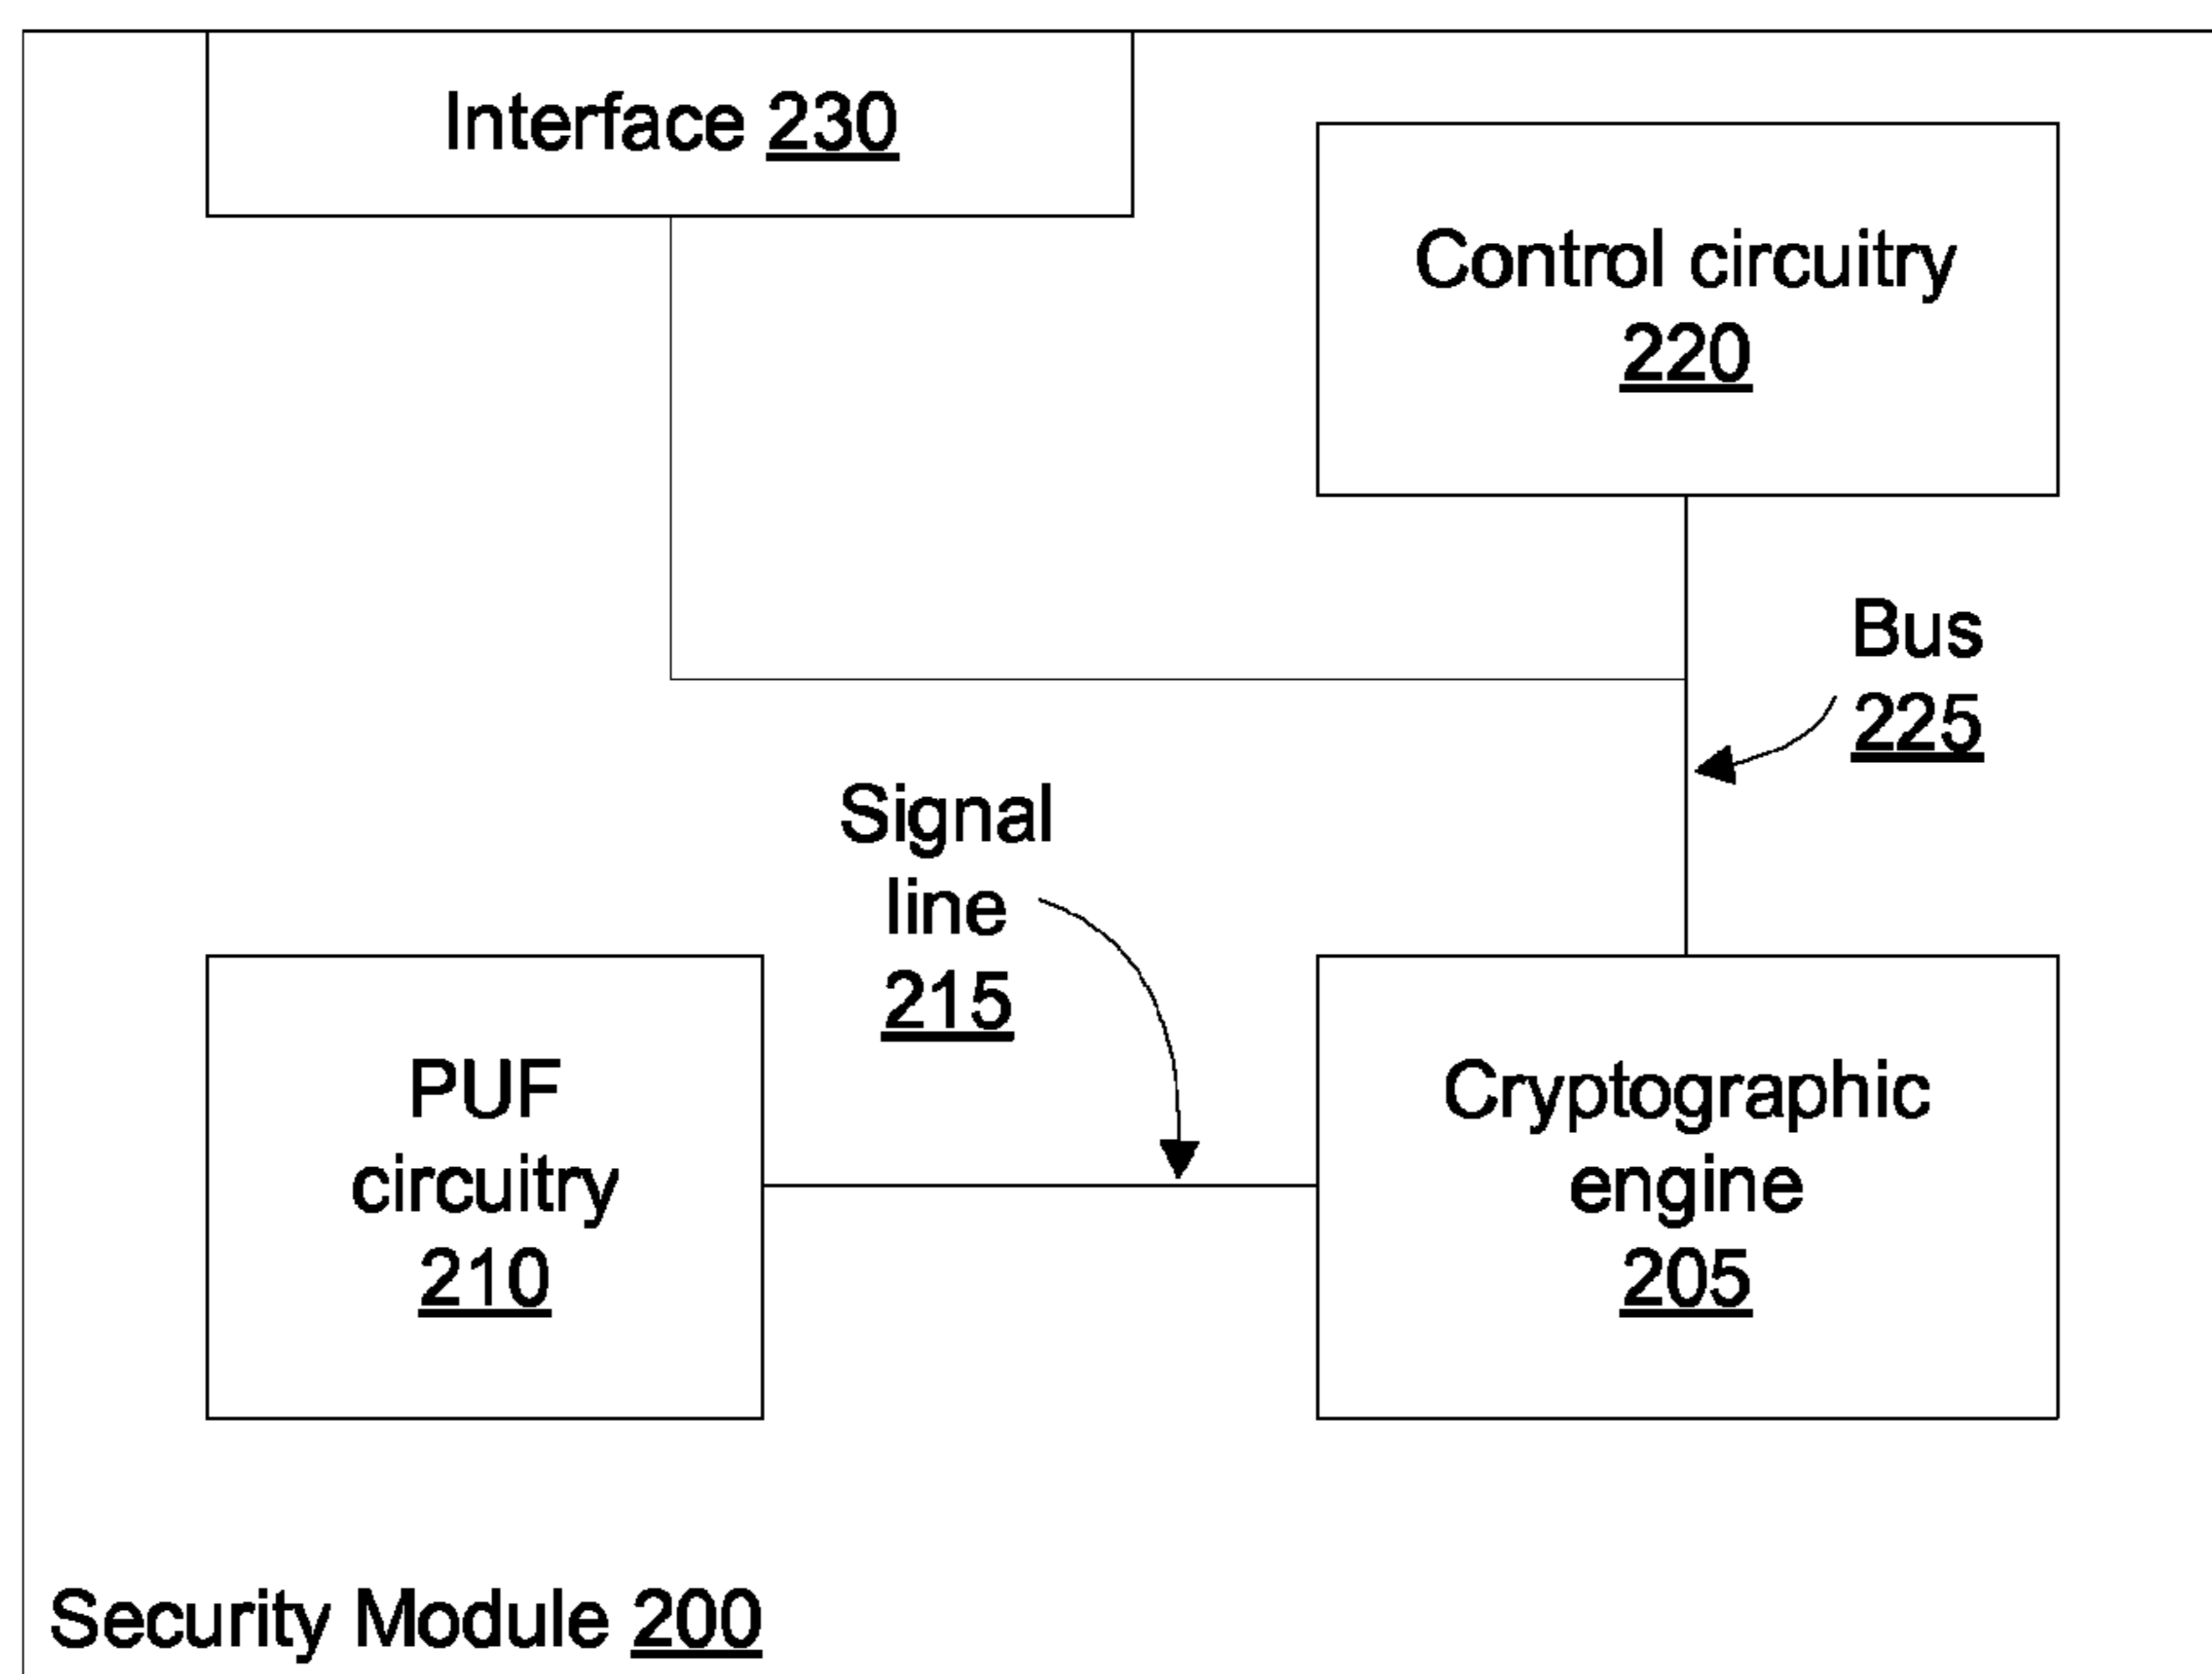 Interface 230
Control circuitry
220
Bus
225
Signal
line
215
PUF
circuitry
210
Cryptographic
engine
205
Security Module 200